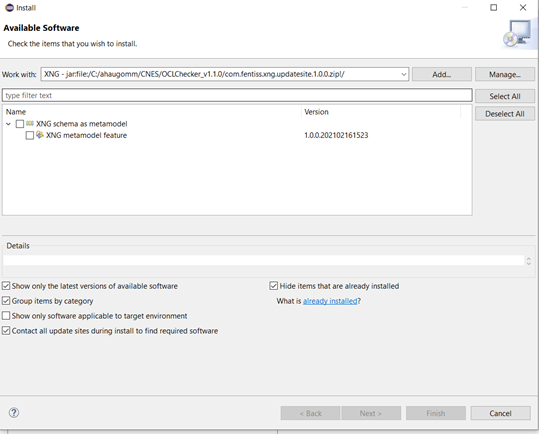 Install
Available Software
Check the items that you wish to install.
Work with: XNG - jar:file:/C:/ahaugomm/CNES/OCLChecker_v1.1.0/com.fentiss.xng.updatesite.1.0.0.zip!/ Add... Manage...
type filter text Select All
Name Version Deselect All
XNG schema as metamodel
XNG metamodel feature 1.0.0.202102161523
Details
Show only the latest versions of available software Hide items that are already installed
Group items by category What is already installed?
Show only software applicable to target environment
Contact all update sites during install to find required software
? < Back Next > Finish Cancel